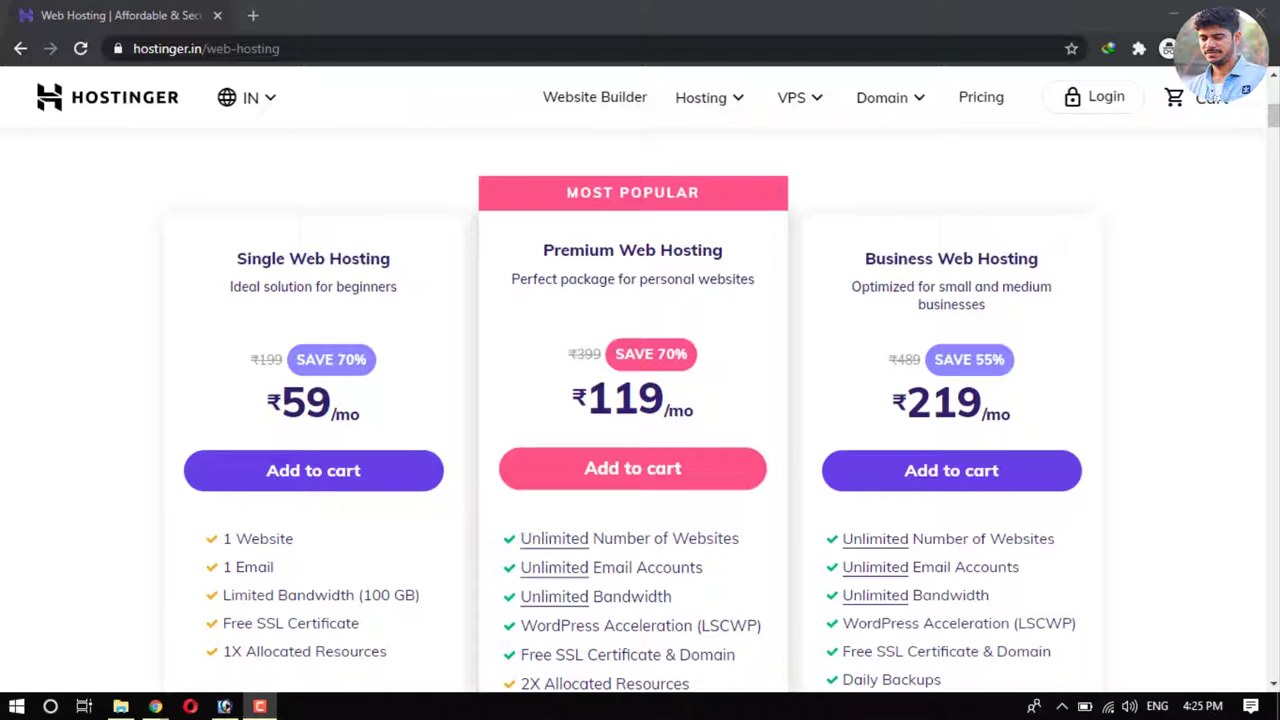 Web Hosting | Affordable & Sec
hostinger.in/web-hosting
HOSTINGER
IN
Website Builder
Hosting
VPS
Domain
Pricing
Login
MOST POPULAR
Single Web Hosting
Ideal solution for beginners
₹199 SAVE 70%
₹59/mo
Add to cart
1 Website
1 Email
Limited Bandwidth (100 GB)
Free SSL Certificate
1X Allocated Resources
Premium Web Hosting
Perfect package for personal websites
₹399 SAVE 70%
₹119/mo
Add to cart
Unlimited Number of Websites
Unlimited Email Accounts
Unlimited Bandwidth
WordPress Acceleration (LSCWP)
Free SSL Certificate & Domain
2X Allocated Resources
Business Web Hosting
Optimized for small and medium
businesses
₹489 SAVE 55%
₹219/mo
Add to cart
Unlimited Number of Websites
Unlimited Email Accounts
Unlimited Bandwidth
WordPress Acceleration (LSCWP)
Free SSL Certificate & Domain
Daily Backups
ENG
4:25 PM